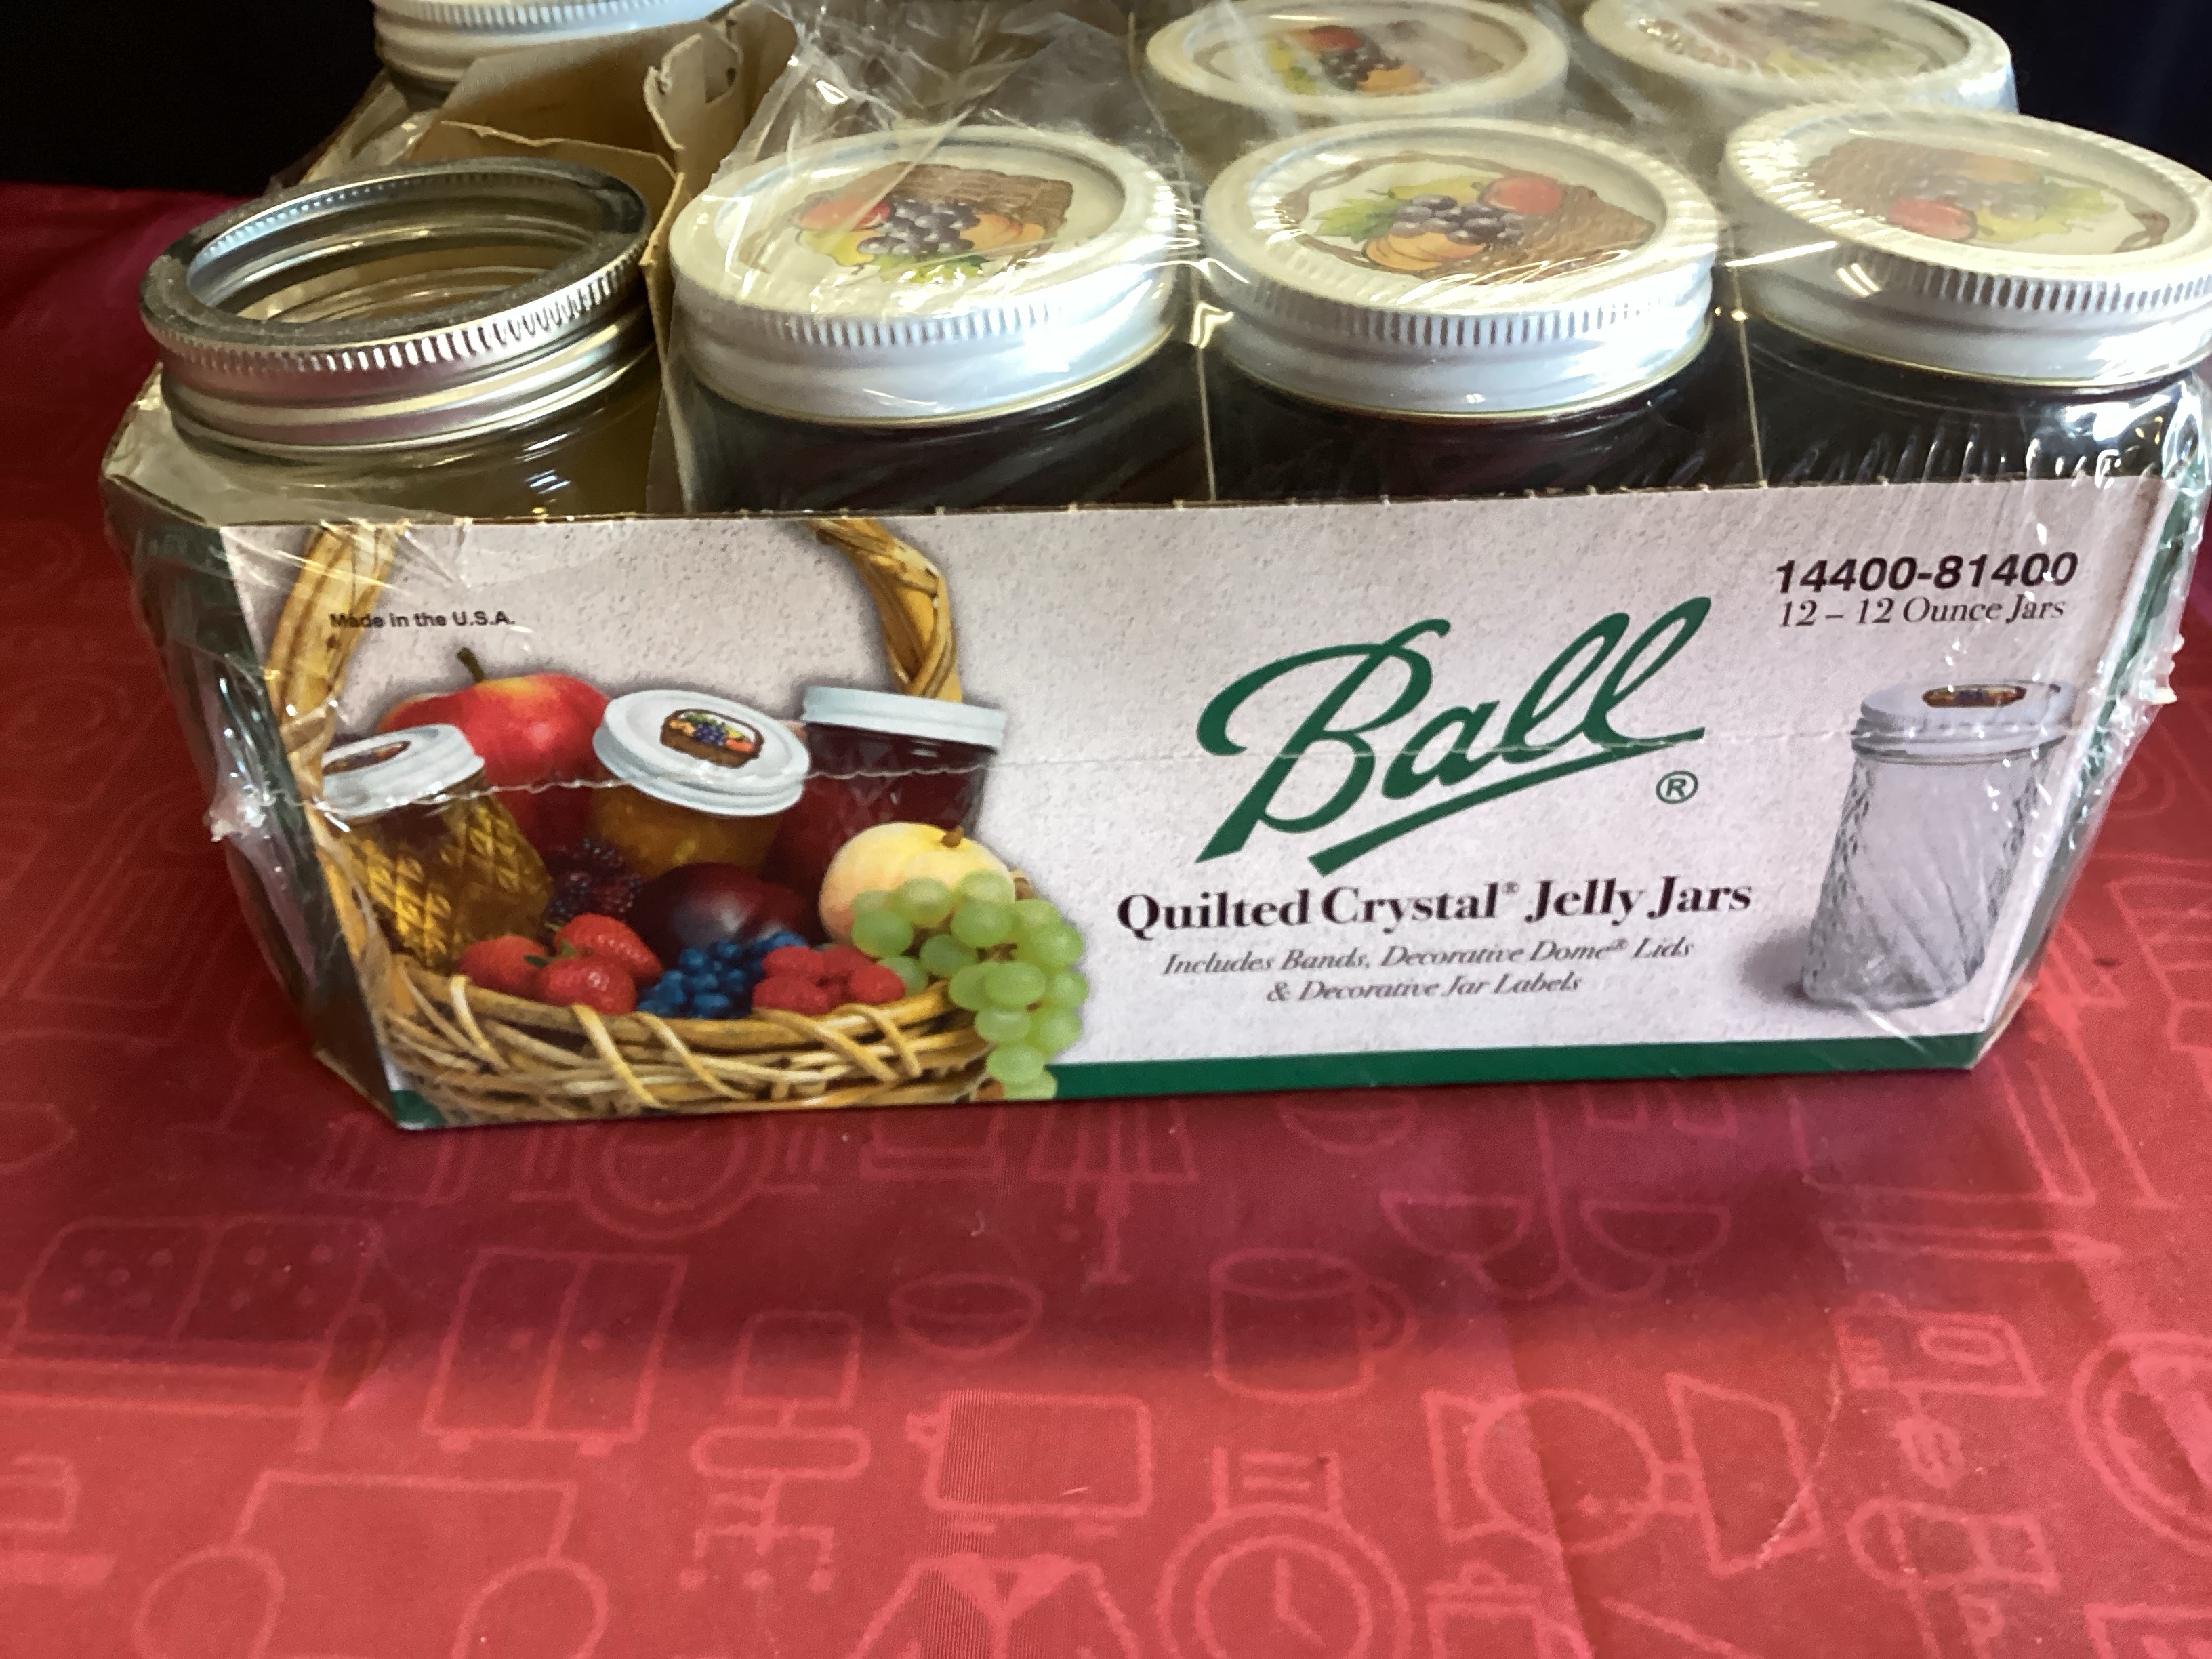 Made in the U.S.A.
14400-81400
12 – 12 Ounce Jars
Ball®
Quilted Crystal® Jelly Jars
Includes Bands, Decorative Dome® Lids
& Decorative Jar Labels